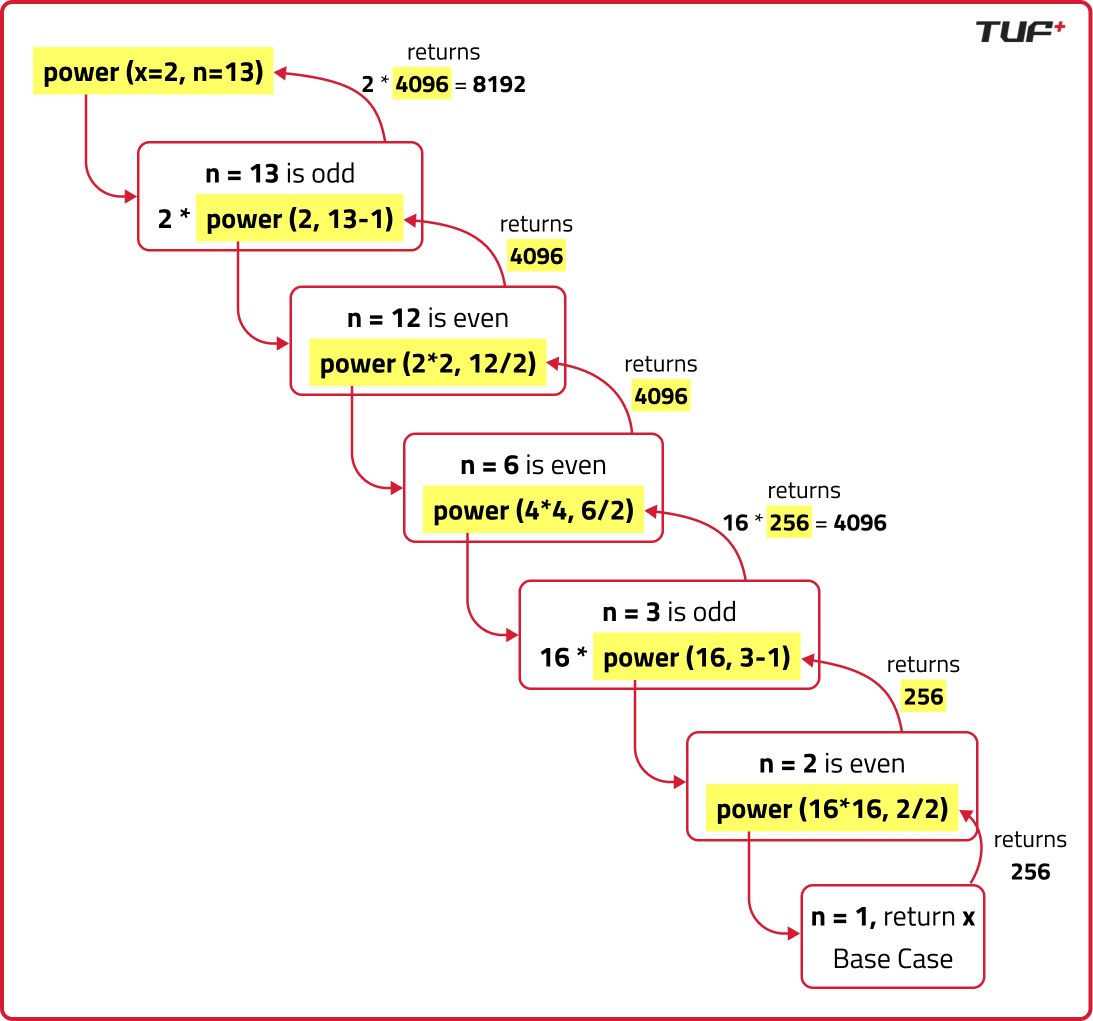 TUF+
returns
power (x=2, n=13)
2 * 4096 = 8192
n = 13 is odd
2 * power (2, 13-1)
returns
4096
n = 12 is even
power (2*2, 12/2)
returns
4096
n = 6 is even
power (4*4, 6/2)
returns
16 * 256 = 4096
n = 3 is odd
16 * power (16, 3-1)
returns
256
n = 2 is even
power (16*16, 2/2)
returns
256
n = 1, return x
Base Case